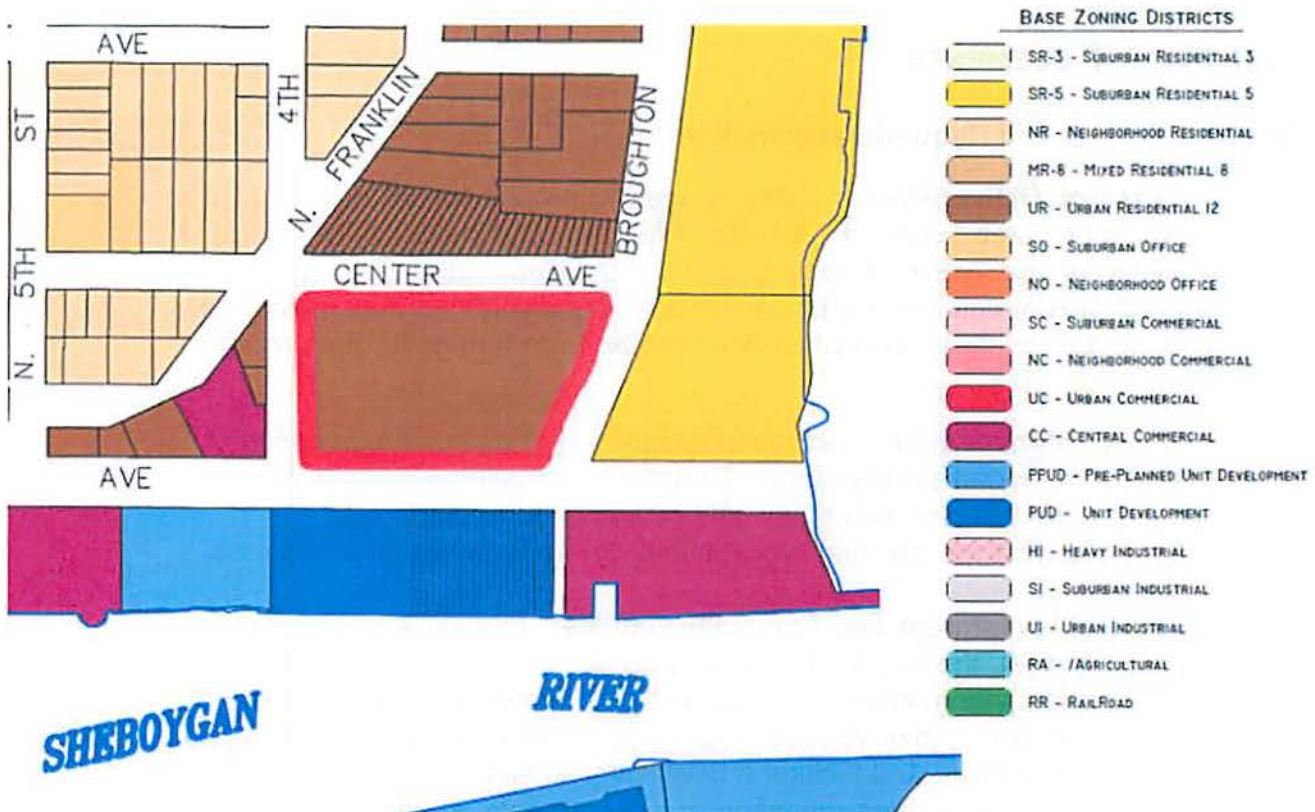 AVE
ST
4TH
N. FRANKLIN
BROUGHTON
N. 5TH
CENTER AVE
AVE
SHEBOYGAN RIVER
BASE ZONING DISTRICTS
SR-3 - SUBURBAN RESIDENTIAL 3
SR-5 - SUBURBAN RESIDENTIAL 5
NR - NEIGHBORHOOD RESIDENTIAL
MR-8 - MIXED RESIDENTIAL 8
UR - URBAN RESIDENTIAL 12
SO - SUBURBAN OFFICE
NO - NEIGHBORHOOD OFFICE
SC - SUBURBAN COMMERCIAL
NC - NEIGHBORHOOD COMMERCIAL
UC - URBAN COMMERCIAL
CC - CENTRAL COMMERCIAL
PPUD - PRE-PLANNED UNIT DEVELOPMENT
PUD - UNIT DEVELOPMENT
HI - HEAVY INDUSTRIAL
SI - SUBURBAN INDUSTRIAL
UI - URBAN INDUSTRIAL
RA - /AGRICULTURAL
RR - RAILROAD